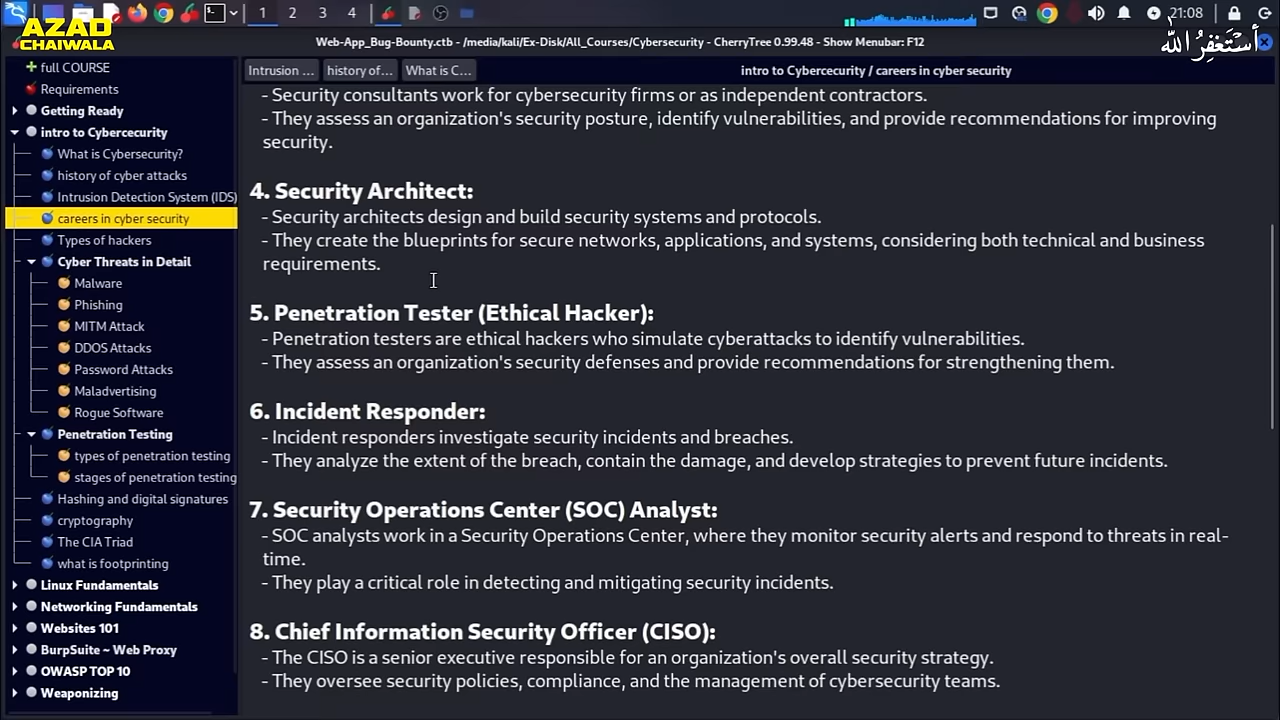 AZAD
CHAIWALA
1 2 3 4
21:08
Web-App_Bug-Bounty.ctb - /media/kali/Ex-Disk/All_Courses/Cybersecurity - CherryTree 0.99.48 - Show Menubar: F12
أستغفر الله
full COURSE
Requirements
Getting Ready
intro to Cybercecurity
What is Cybersecurity?
history of cyber attacks
Intrusion Detection System (IDS)
careers in cyber security
Types of hackers
Cyber Threats in Detail
Malware
Phishing
MITM Attack
DDOS Attacks
Password Attacks
Maladvertising
Rogue Software
Penetration Testing
types of penetration testing
stages of penetration testing
Hashing and digital signatures
cryptography
The CIA Triad
what is footprinting
Linux Fundamentals
Networking Fundamentals
Websites 101
BurpSuite ~ Web Proxy
OWASP TOP 10
Weaponizing
Intrusion ... history of... What is C...
intro to Cybercecurity / careers in cyber security
- Security consultants work for cybersecurity firms or as independent contractors.
- They assess an organization's security posture, identify vulnerabilities, and provide recommendations for improving
security.
4. Security Architect:
- Security architects design and build security systems and protocols.
- They create the blueprints for secure networks, applications, and systems, considering both technical and business
requirements.
5. Penetration Tester (Ethical Hacker):
- Penetration testers are ethical hackers who simulate cyberattacks to identify vulnerabilities.
- They assess an organization's security defenses and provide recommendations for strengthening them.
6. Incident Responder:
- Incident responders investigate security incidents and breaches.
- They analyze the extent of the breach, contain the damage, and develop strategies to prevent future incidents.
7. Security Operations Center (SOC) Analyst:
- SOC analysts work in a Security Operations Center, where they monitor security alerts and respond to threats in real-
time.
- They play a critical role in detecting and mitigating security incidents.
8. Chief Information Security Officer (CISO):
- The CISO is a senior executive responsible for an organization's overall security strategy.
- They oversee security policies, compliance, and the management of cybersecurity teams.